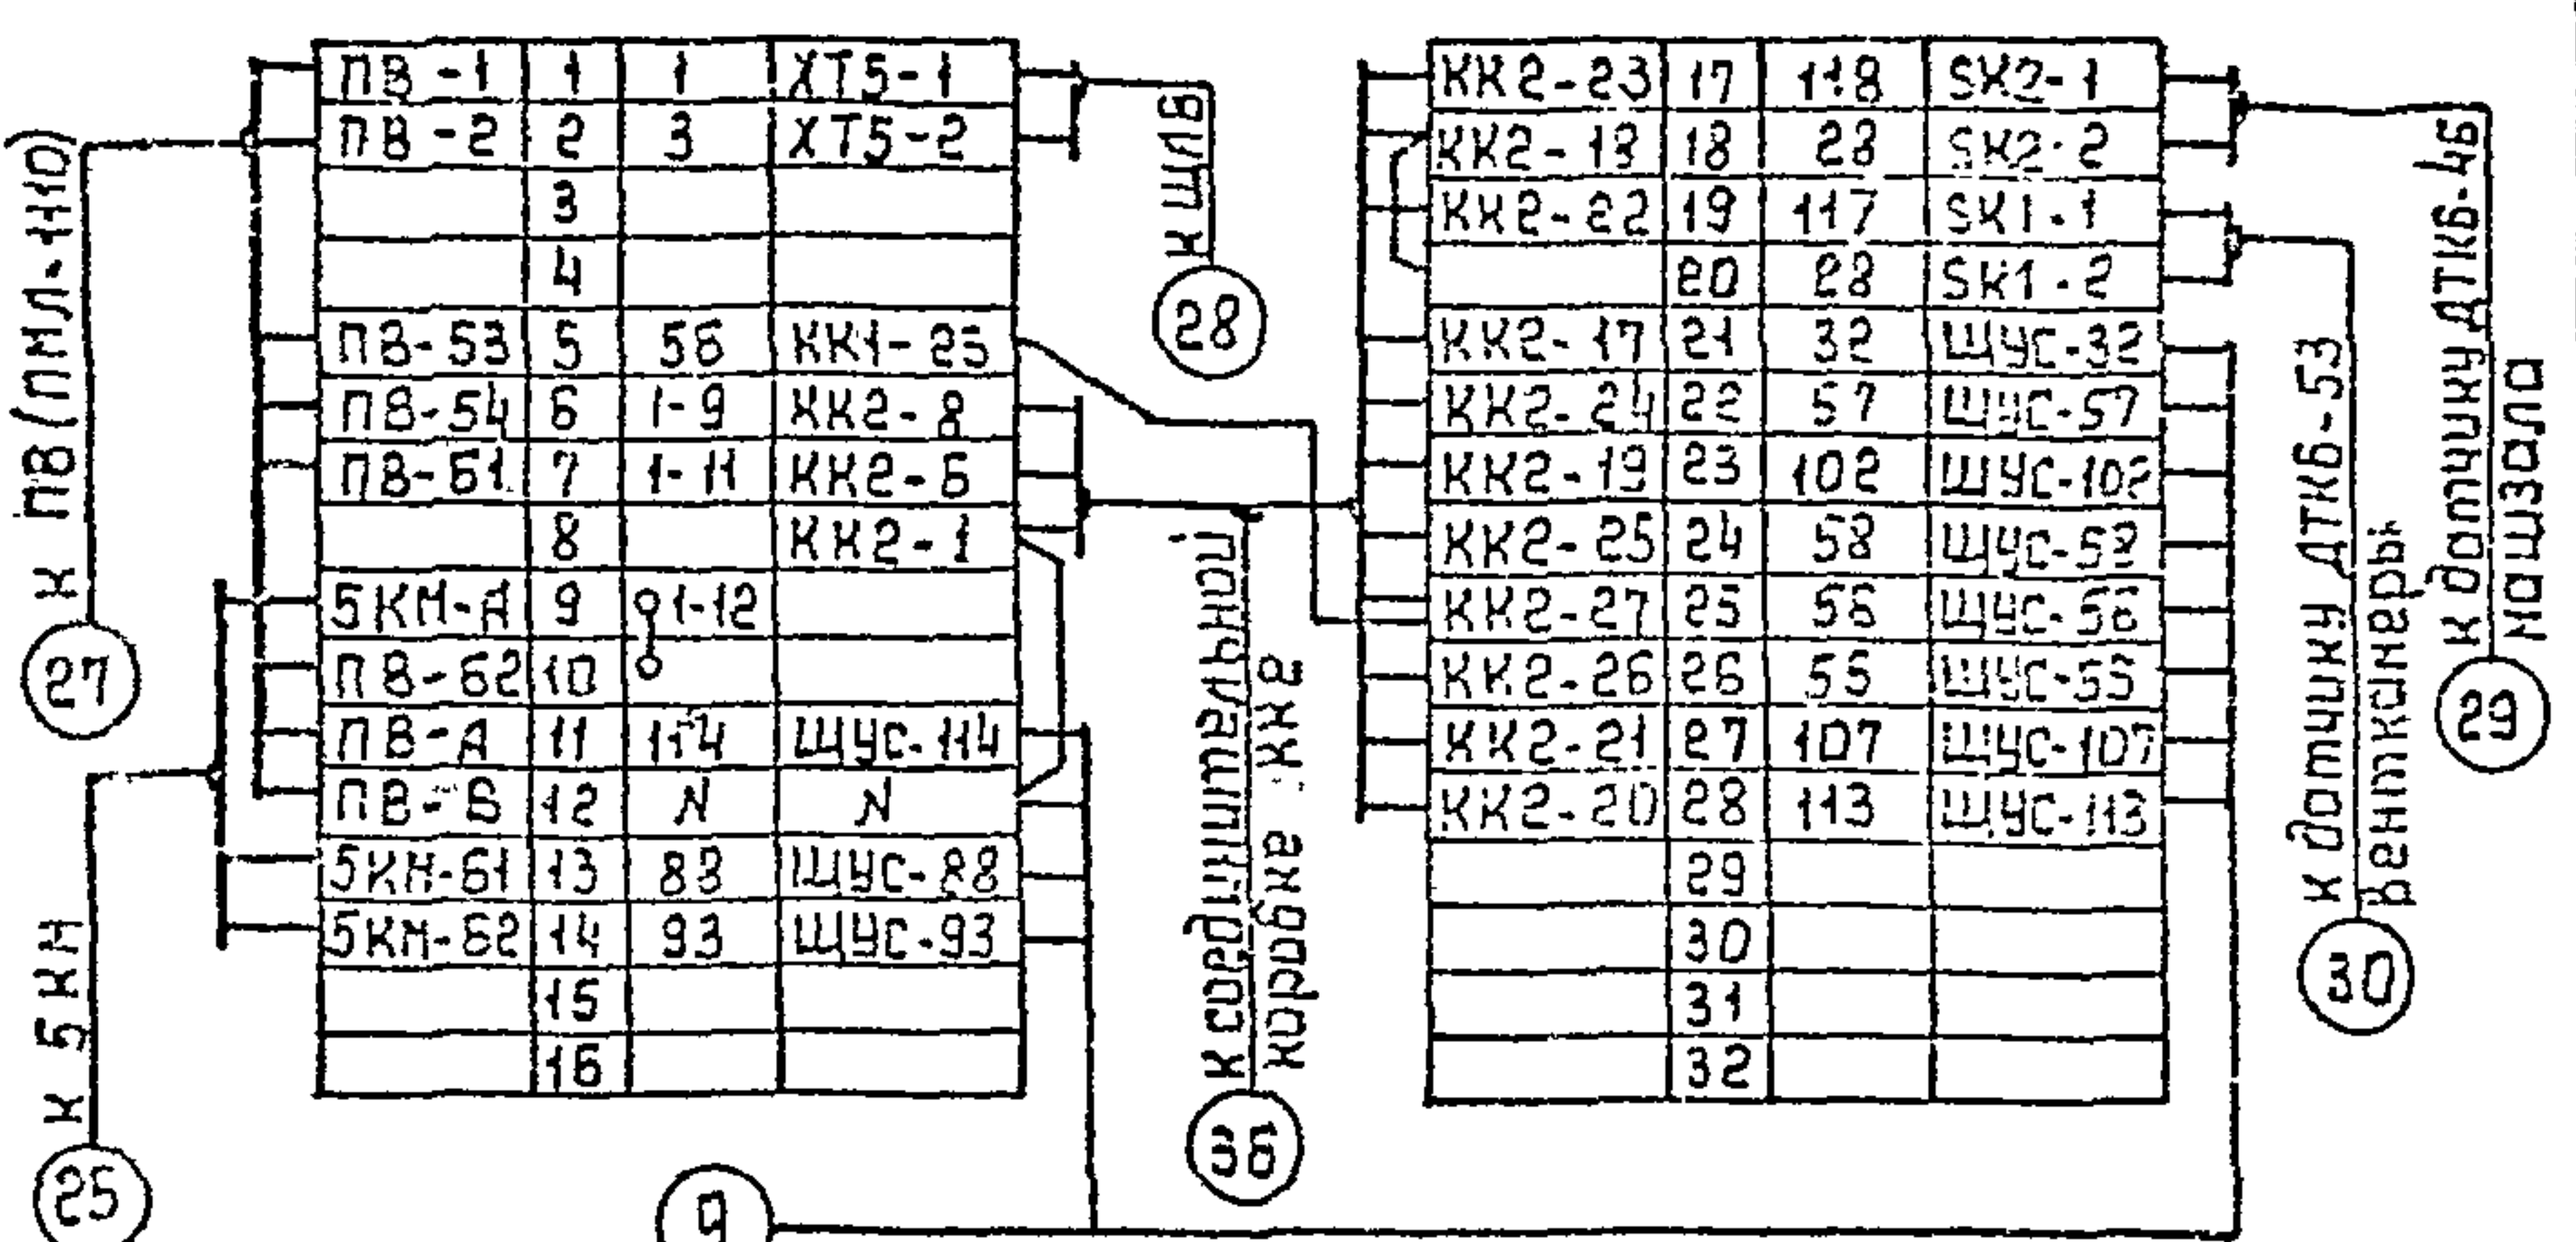 ПВ-1 1 1 ХТ5-1
ПВ-2 2 3 ХТ5-2
3
4
ПВ-53 5 56 КК1-25
ПВ-54 6 1-9 КК2-8
ПВ-61 7 1-11 КК2-6
8 КК2-1
5КМ-А 9 1-12
ПВ-62 10
ПВ-А 11 114 ЩУС-114
ПВ-Б 12 N N
5КМ-61 13 88 ЩУС-88
5КМ-62 14 93 ЩУС-93
15
16
КК2-23 17 118 SK2-1
КК2-18 18 28 SK2-2
КК2-22 19 117 SK1-1
20 28 SK1-2
КК2-17 21 32 ЩУС-32
КК2-24 22 57 ЩУС-57
КК2-19 23 102 ЩУС-102
КК2-25 24 58 ЩУС-58
КК2-27 25 56 ЩУС-56
КК2-26 26 55 ЩУС-55
КК2-21 27 107 ЩУС-107
КК2-20 28 113 ЩУС-113
29
30
31
32
к ПВ (ПМЛ-1110)
27
к 5КМ
25
к ЩЛВ
28
к соединительной
коробке КК2
36
9
к датчику ДТКБ-53
венткамеры
30
к датчику ДТКБ-46
машзала
29